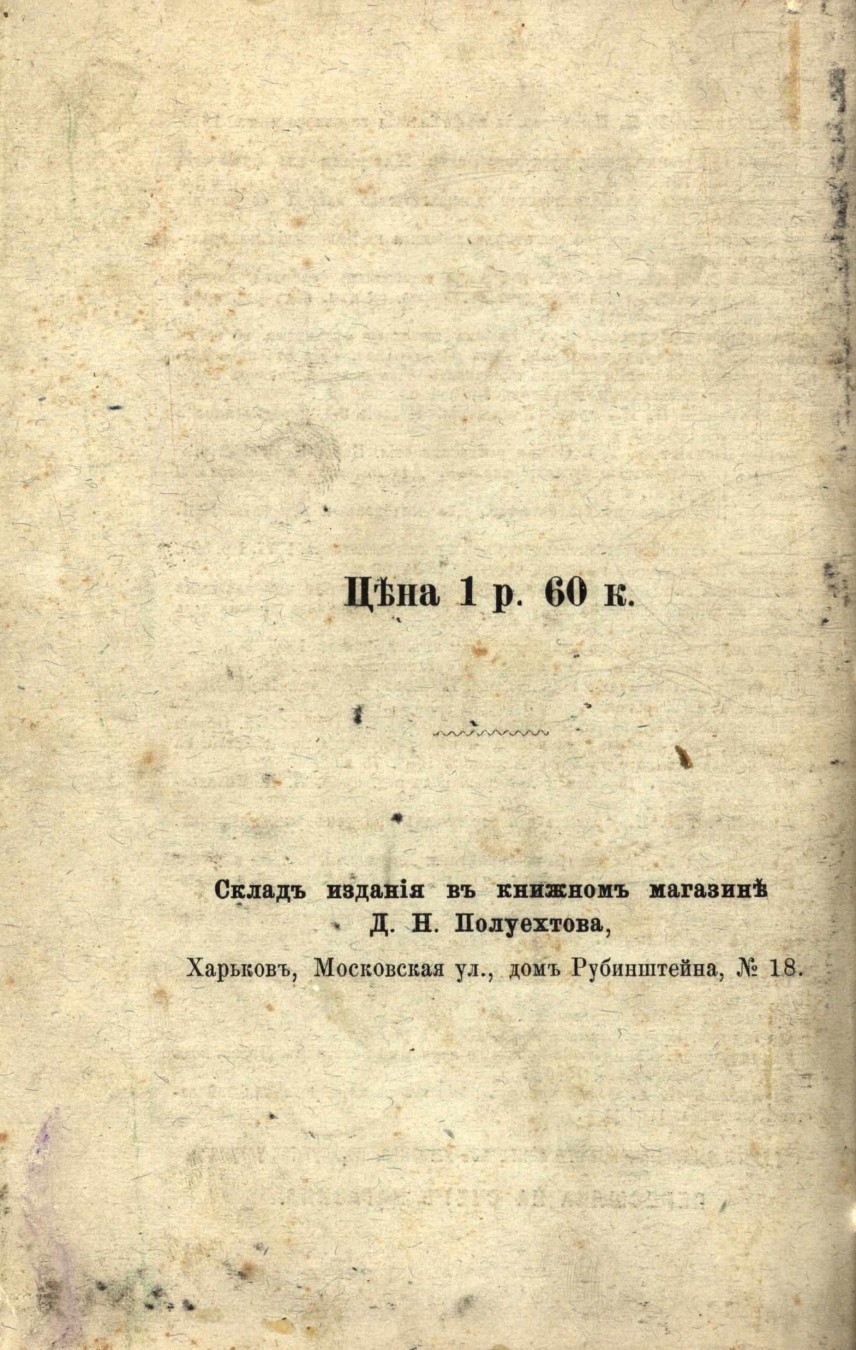 Цѣна 1 р. 60 к.
Складъ изданія въ книжномъ магазинѣ
Д. Н. Полуехтова,
Харьковъ, Московская ул., домъ Рубинштейна, № 18.